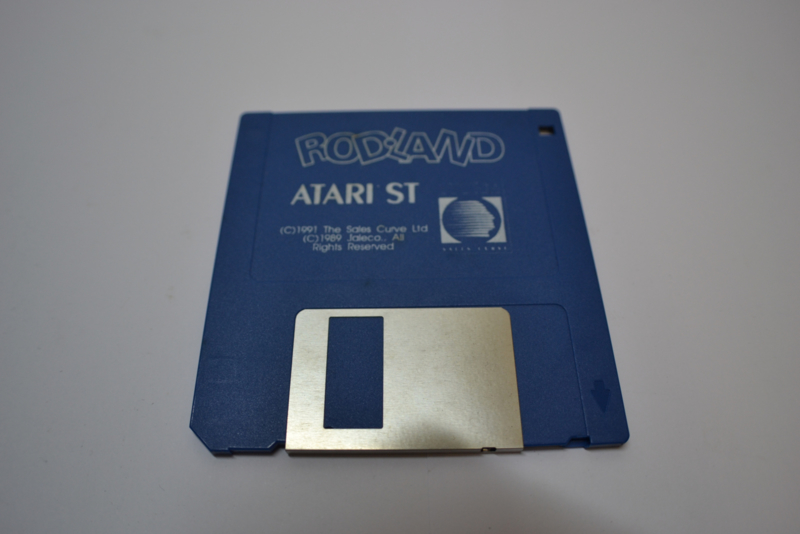 RODLAND
ATARI ST
(C)1991 The Sales Curve Ltd
(C)1989 Jaleco.. All
Rights Reserved